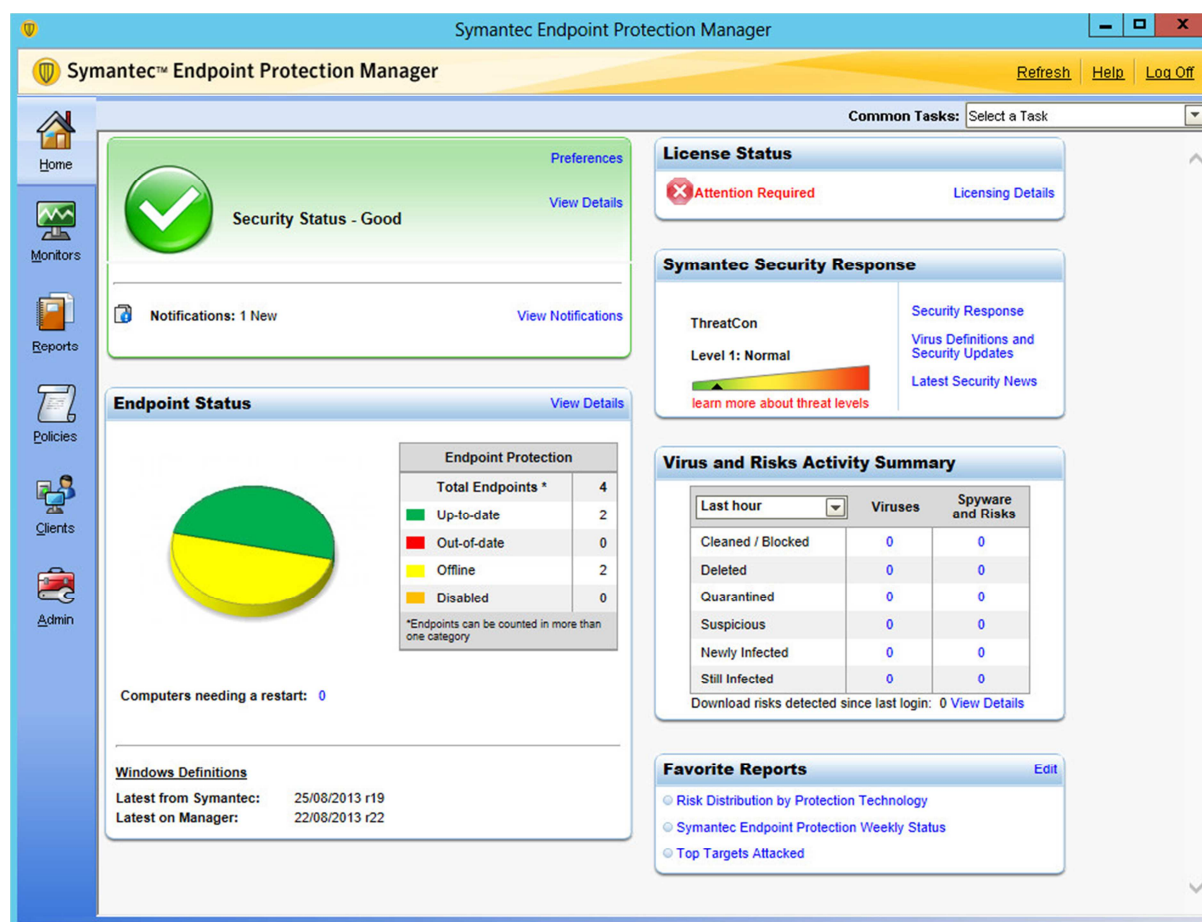 Symantec Endpoint Protection Manager
Symantec™ Endpoint Protection Manager
Refresh
Help
Log Off
Common Tasks: Select a Task
Home
Monitors
Reports
Policies
Clients
Admin
Preferences
Security Status - Good
View Details
Notifications: 1 New
View Notifications
Endpoint Status
View Details
Endpoint Protection
Total Endpoints * 4
Up-to-date 2
Out-of-date 0
Offline 2
Disabled 0
*Endpoints can be counted in more than
one category
Computers needing a restart: 0
Windows Definitions
Latest from Symantec: 25/08/2013 r19
Latest on Manager: 22/08/2013 r22
License Status
Attention Required
Licensing Details
Symantec Security Response
ThreatCon
Level 1: Normal
learn more about threat levels
Security Response
Virus Definitions and
Security Updates
Latest Security News
Virus and Risks Activity Summary
Last hour
Viruses
Spyware
and Risks
Cleaned / Blocked 0 0
Deleted 0 0
Quarantined 0 0
Suspicious 0 0
Newly Infected 0 0
Still Infected 0 0
Download risks detected since last login: 0 View Details
Favorite Reports
Edit
Risk Distribution by Protection Technology
Symantec Endpoint Protection Weekly Status
Top Targets Attacked